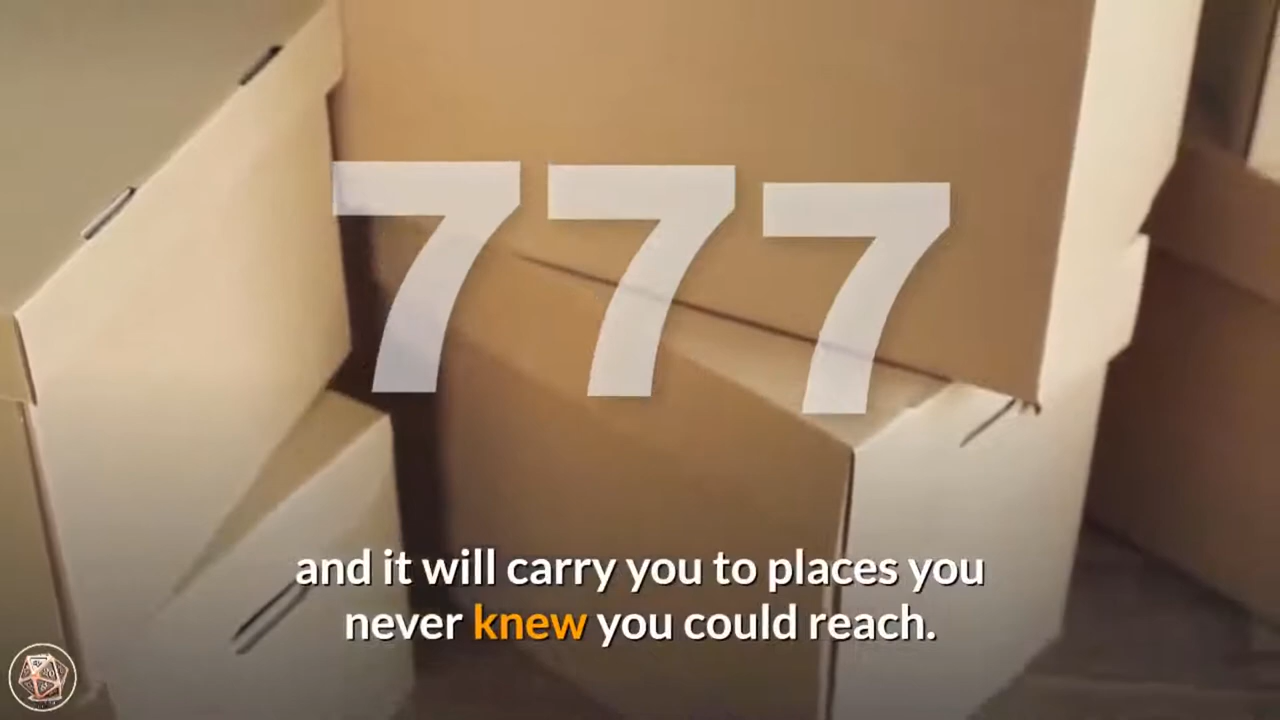 777
and it will carry you to places you
never knew you could reach.